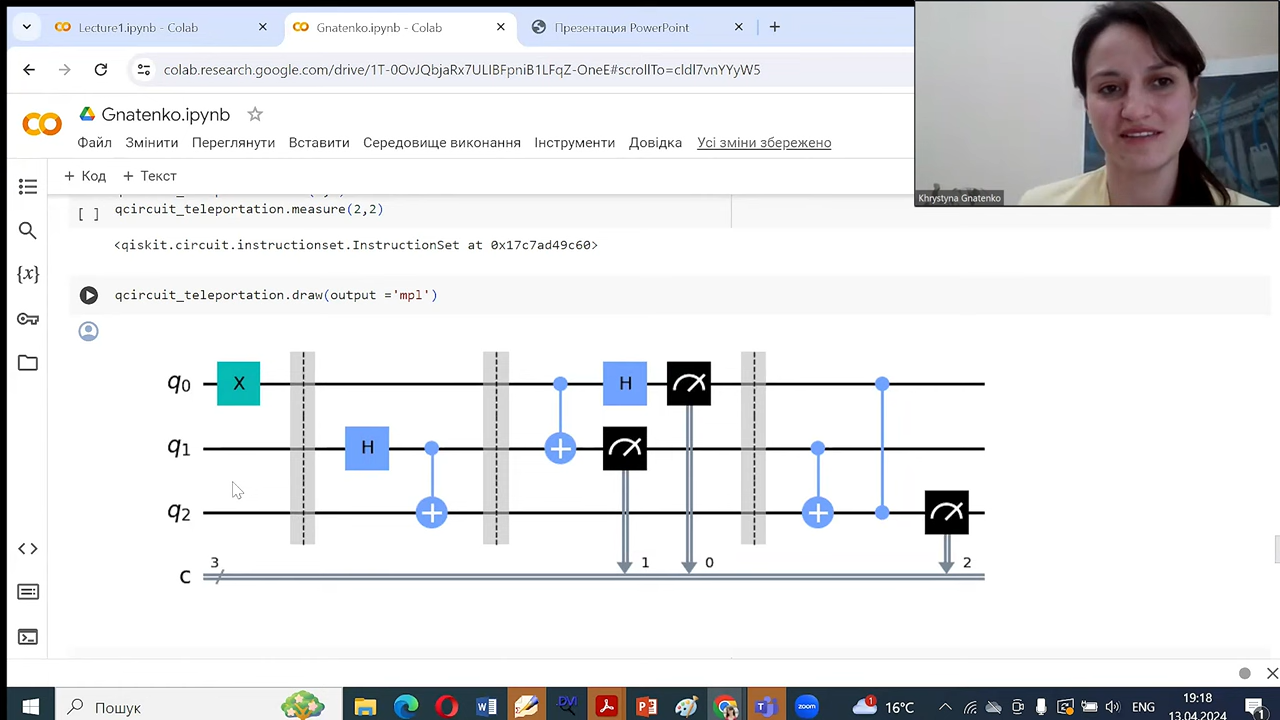 Lecture1.ipynb - Colab
Gnatenko.ipynb - Colab
Презентация PowerPoint
colab.research.google.com/drive/1T-0OvJQbjaRx7ULIBFpniB1LFqZ-OneE#scrollTo=cIdl7vnYYyW5
Gnatenko.ipynb
Файл Змінити Переглянути Вставити Середовище виконання Інструменти Довідка Усі зміни збережено
+ Код + Текст
Khrystyna Gnatenko
[ ] qcircuit_teleportation.measure(2,2)
<qiskit.circuit.instructionset.InstructionSet at 0x17c7ad49c60>
qcircuit_teleportation.draw(output ='mpl')
q0 X H
q1 H
q2
3 1 0 2
c
Пошук
1
16°C
ENG
19:18
13.04.2024
1